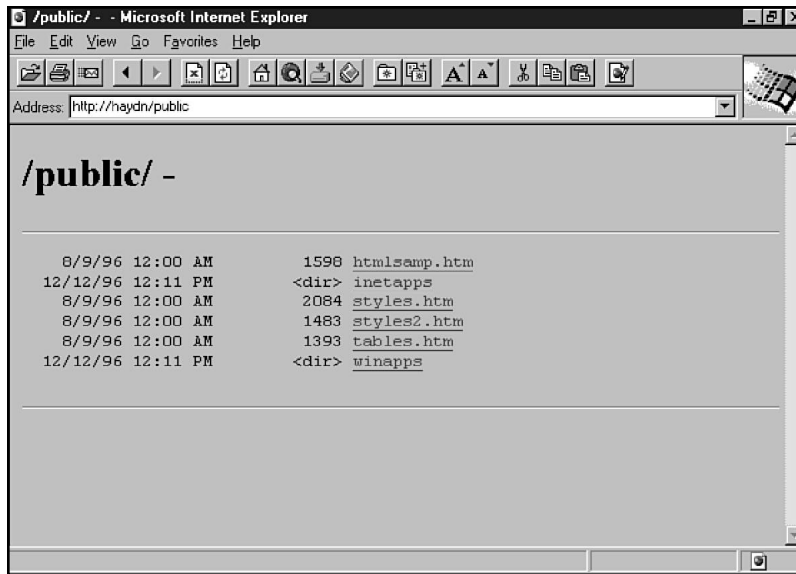 /public/ - - Microsoft Internet Explorer
File Edit View Go Favorites Help
A A
Address: http://haydn/public
/public/ -
8/9/96 12:00 AM 1598 htmlsamp.htm
12/12/96 12:11 PM <dir> inetapps
8/9/96 12:00 AM 2084 styles.htm
8/9/96 12:00 AM 1483 styles2.htm
8/9/96 12:00 AM 1393 tables.htm
12/12/96 12:11 PM <dir> winapps